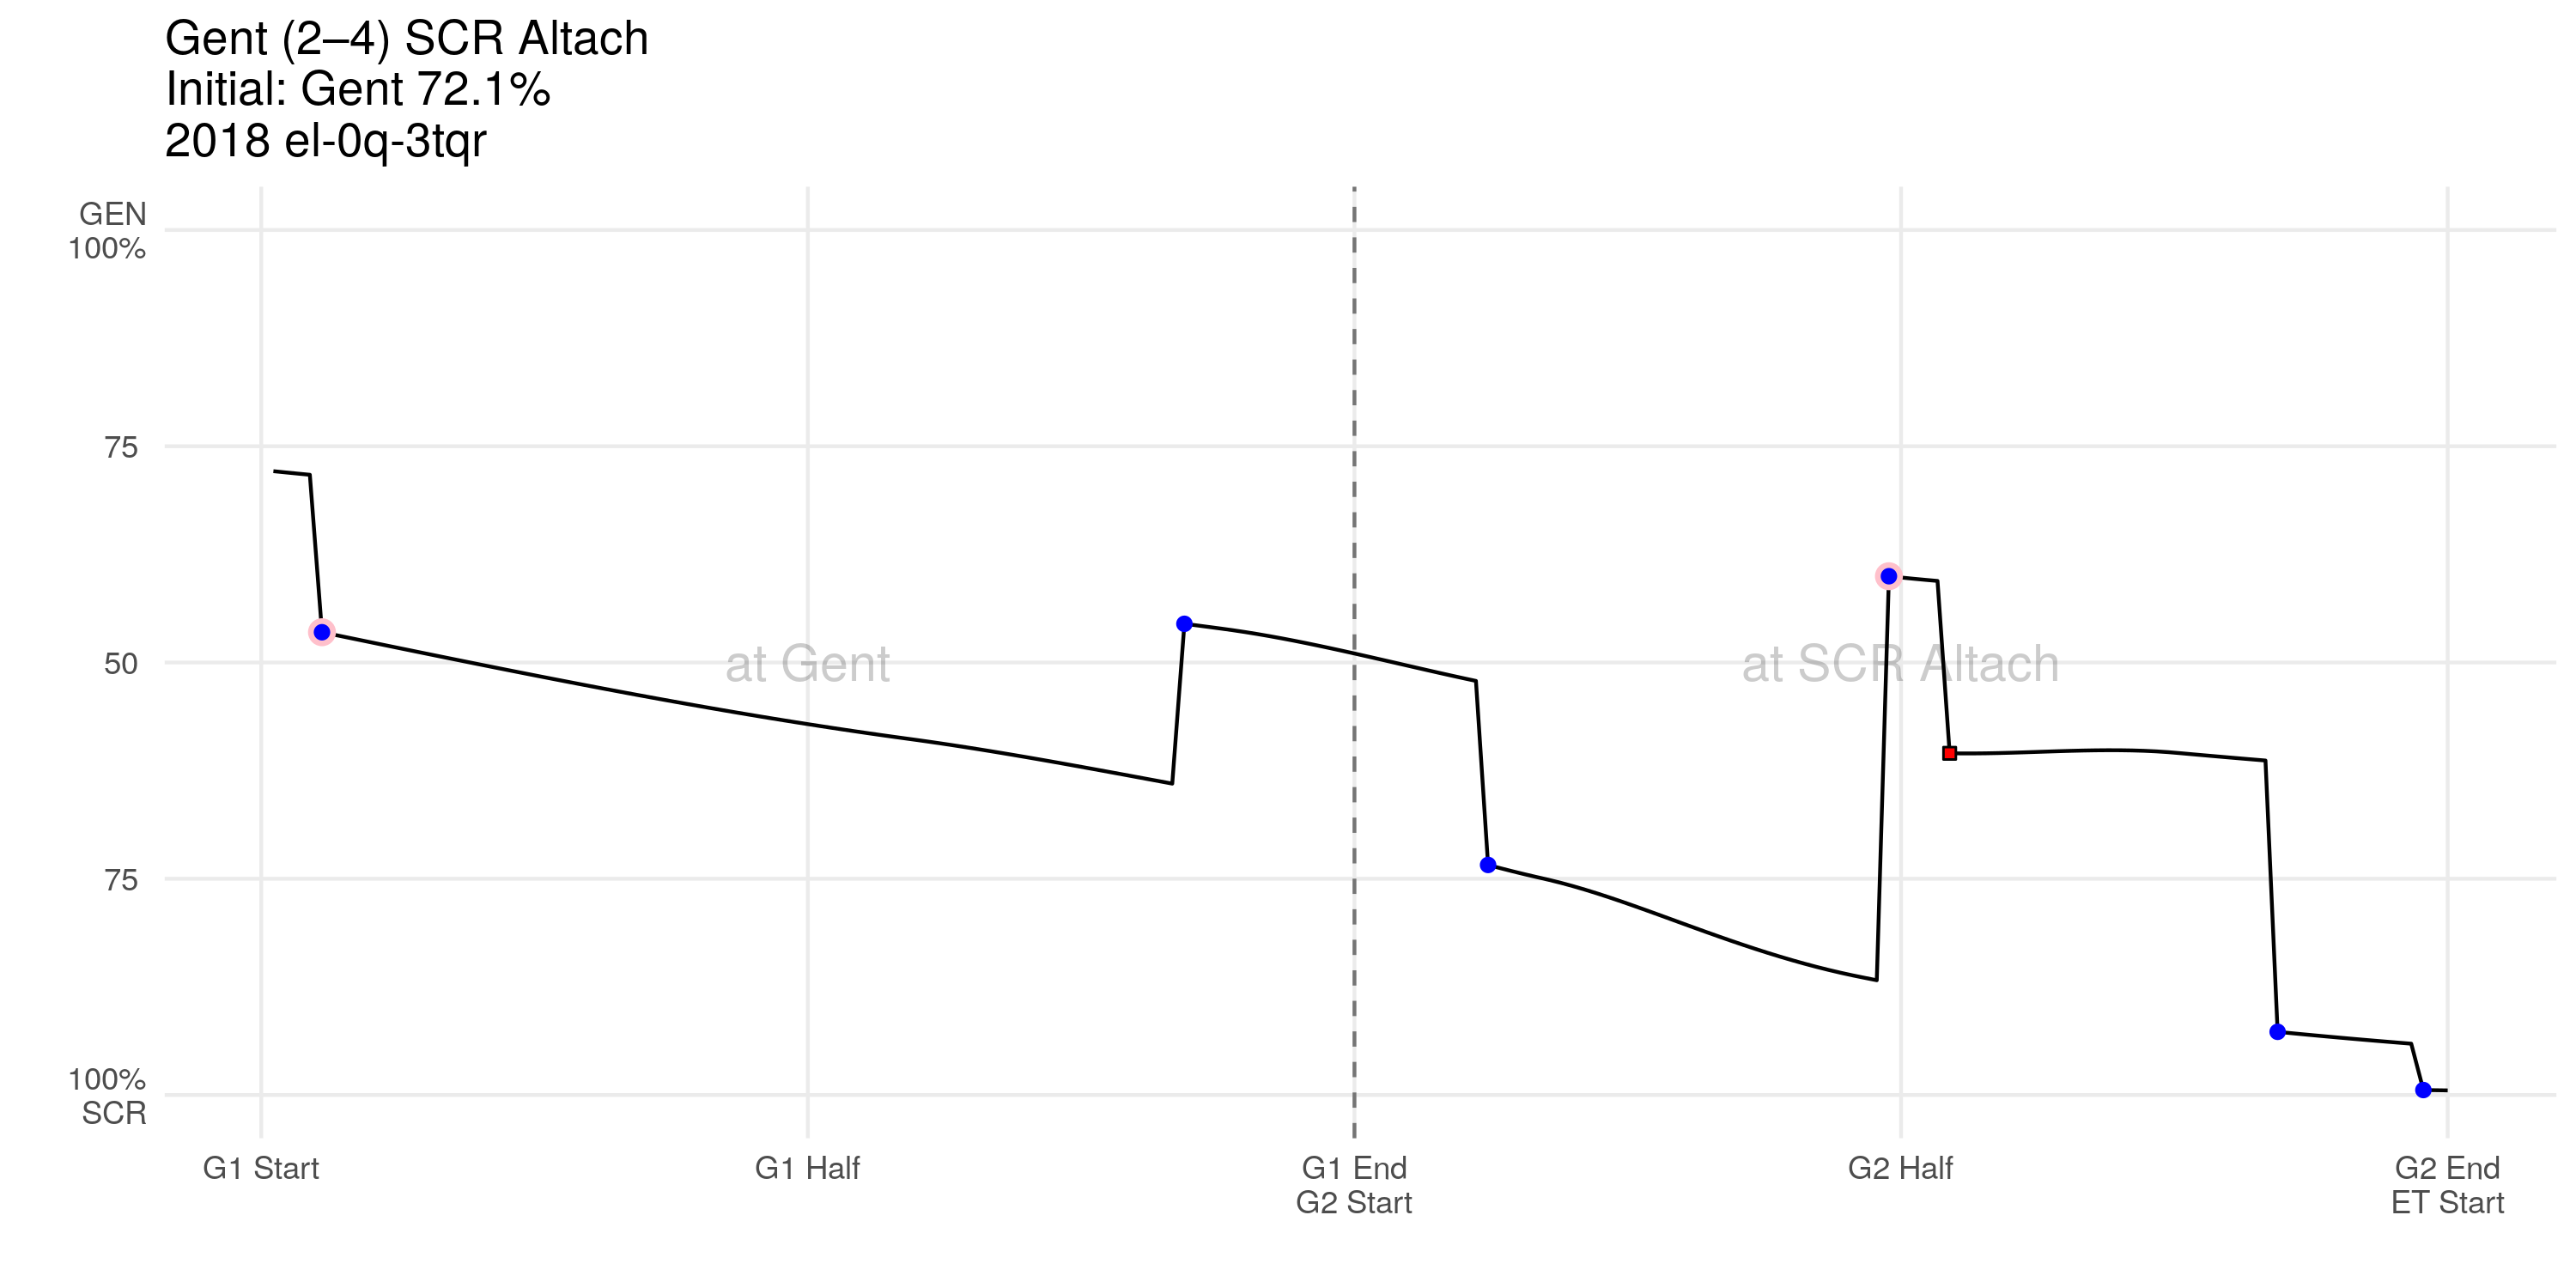 Gent (2–4) SCR Altach
Initial: Gent 72.1%
2018 el-0q-3tqr
GEN
100%
75
50
75
100%
SCR
at Gent
at SCR Altach
G1 Start
G1 Half
G1 End
G2 Start
G2 Half
G2 End
ET Start